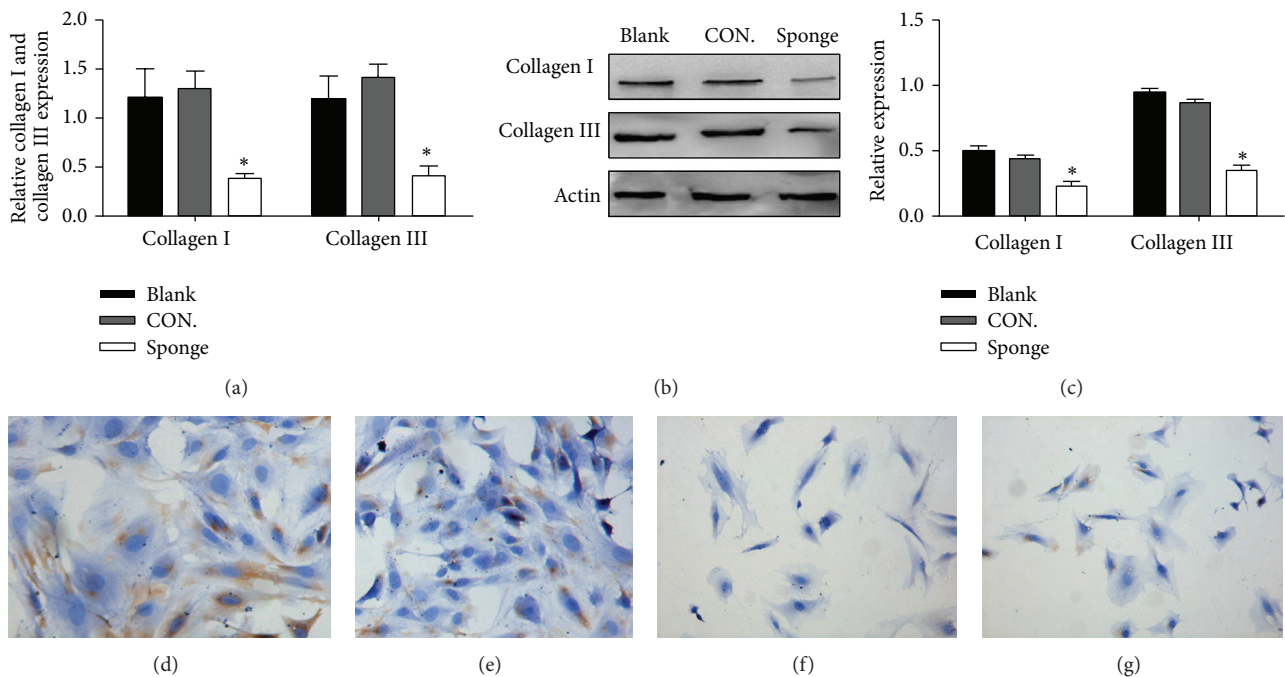 Relative collagen I and
collagen III expression
2.0
1.5
1.0
0.5
0.0
*
*
Collagen I
Collagen III
Blank
CON.
Sponge
(a)
Blank
CON.
Sponge
Collagen I
Collagen III
Actin
(b)
Relative expression
1.5
1.0
0.5
0.0
*
*
Collagen I
Collagen III
Blank
CON.
Sponge
(c)
(d)
(e)
(f)
(g)